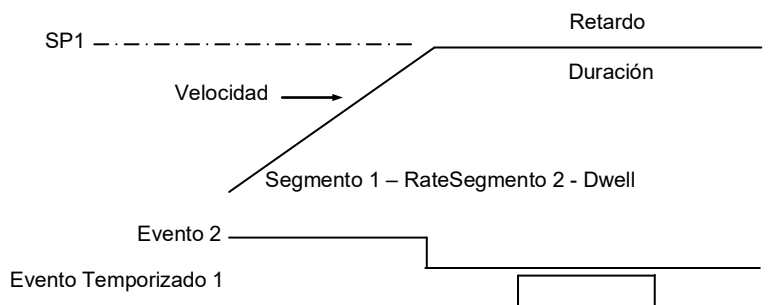 Retardo
SP1
Duración
Velocidad
Segmento 1 – RateSegmento 2 - Dwell
Evento 2
Evento Temporizado 1